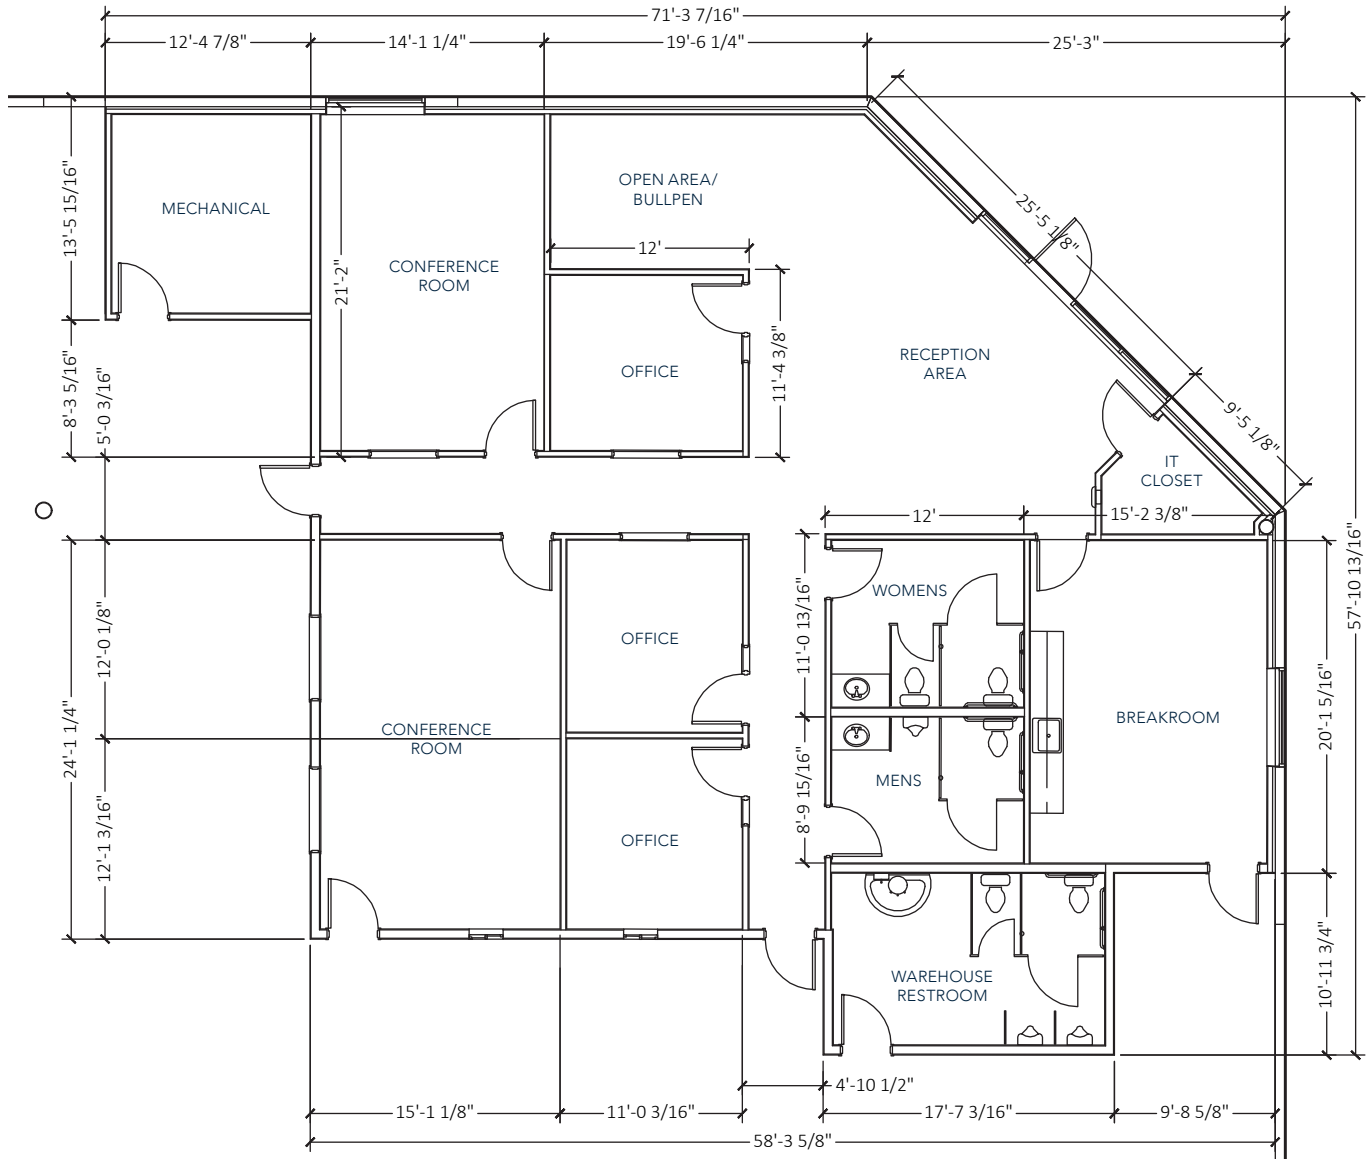 71'-3 7/16"
12'-4 7/8"
14'-1 1/4"
19'-6 1/4"
25'-3"
13'-5 15/16"
MECHANICAL
OPEN AREA/
BULLPEN
25'-5 1/8"
12'
CONFERENCE
ROOM
21'-2"
11'-4 3/8"
8'-3 5/16"
5'-0 3/16"
OFFICE
RECEPTION
AREA
9'-5 1/8"
IT
CLOSET
12'
15'-2 3/8"
57'-10 13/16"
WOMENS
11'-0 13/16"
12'-0 1/8"
OFFICE
24'-1 1/4"
CONFERENCE
ROOM
BREAKROOM
20'-1 5/16"
MENS
8'-9 15/16"
12'-1 3/16"
OFFICE
WAREHOUSE
RESTROOM
10'-11 3/4"
4'-10 1/2"
15'-1 1/8"
11'-0 3/16"
17'-7 3/16"
9'-8 5/8"
58'-3 5/8"